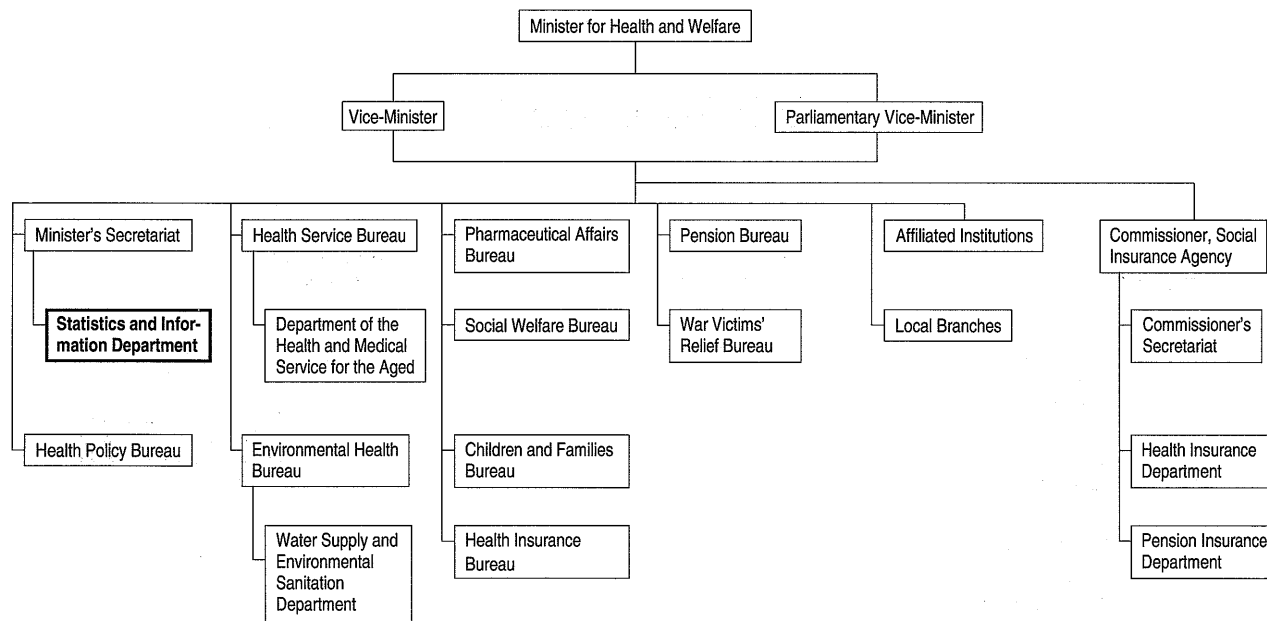 Minister for Health and Welfare
Vice-Minister
Parliamentary Vice-Minister
Minister's Secretariat
Statistics and Infor-
mation Department
Health Policy Bureau
Health Service Bureau
Department of the
Health and Medical
Service for the Aged
Environmental Health
Bureau
Water Supply and
Environmental
Sanitation
Department
Pharmaceutical Affairs
Bureau
Social Welfare Bureau
Children and Families
Bureau
Health Insurance
Bureau
Pension Bureau
War Victims'
Relief Bureau
Affiliated Institutions
Local Branches
Commissioner, Social
Insurance Agency
Commissioner's
Secretariat
Health Insurance
Department
Pension Insurance
Department